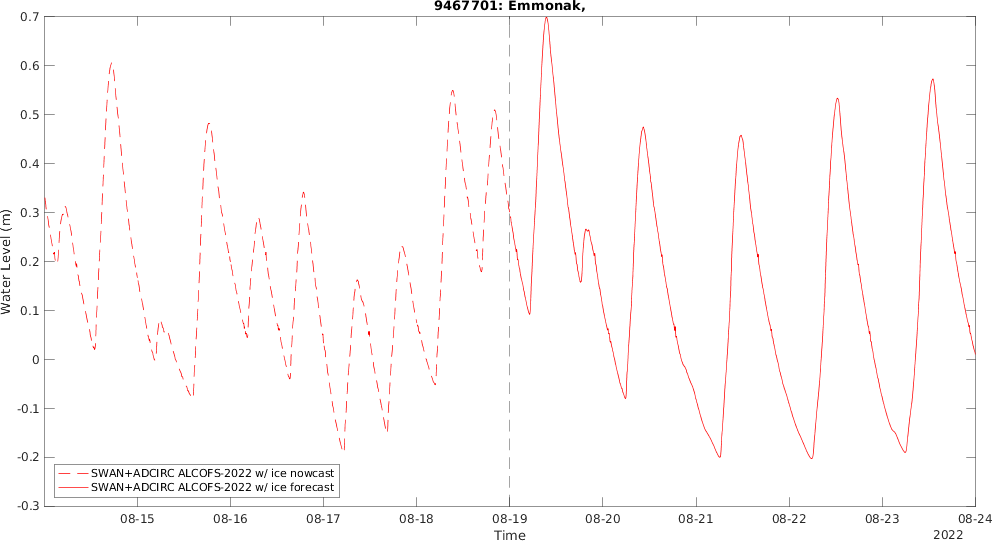 9467701: Emmonak,
Water Level (m)
0.7
0.6
0.5
0.4
0.3
0.2
0.1
0
-0.1
-0.2
-0.3
SWAN+ADCIRC ALCOFS-2022 w/ ice nowcast
SWAN+ADCIRC ALCOFS-2022 w/ ice forecast
08-15 08-16 08-17 08-18 08-19 08-20 08-21 08-22 08-23 08-24
Time
2022